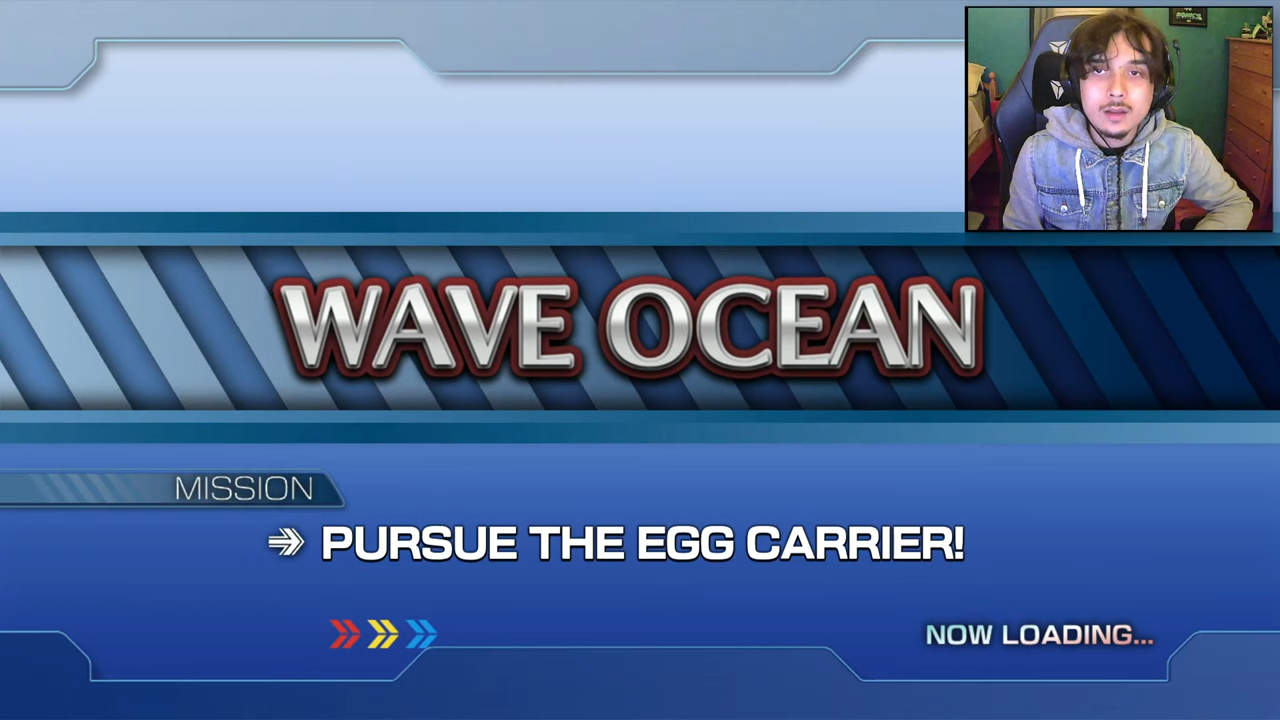 WAVE OCEAN
MISSION
PURSUE THE EGG CARRIER!
NOW LOADING...